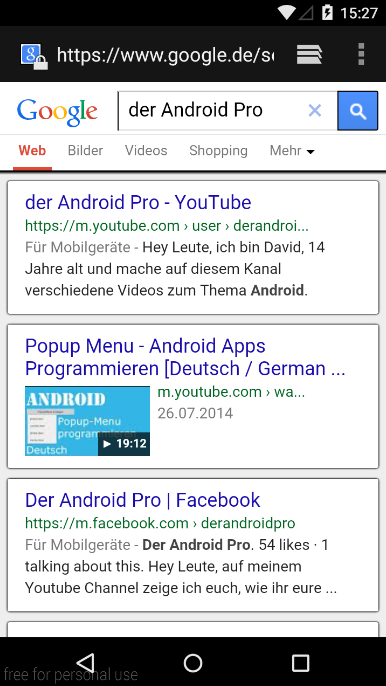 15:27
https://www.google.de/se
Google
der Android Pro
Web Bilder Videos Shopping Mehr
der Android Pro - YouTube
https://m.youtube.com › user › derandroi...
Für Mobilgeräte - Hey Leute, ich bin David, 14
Jahre alt und mache auf diesem Kanal
verschiedene Videos zum Thema Android.
Popup Menu - Android Apps
Programmieren [Deutsch / German ...
ANDROID
Popup-Menu
programmieren
Deutsch
19:12
m.youtube.com › wa...
26.07.2014
Der Android Pro | Facebook
https://m.facebook.com › derandroidpro
Für Mobilgeräte - Der Android Pro. 54 likes · 1
talking about this. Hey Leute, auf meinem
Youtube Channel zeige ich euch, wie ihr eure ...
free for personal use